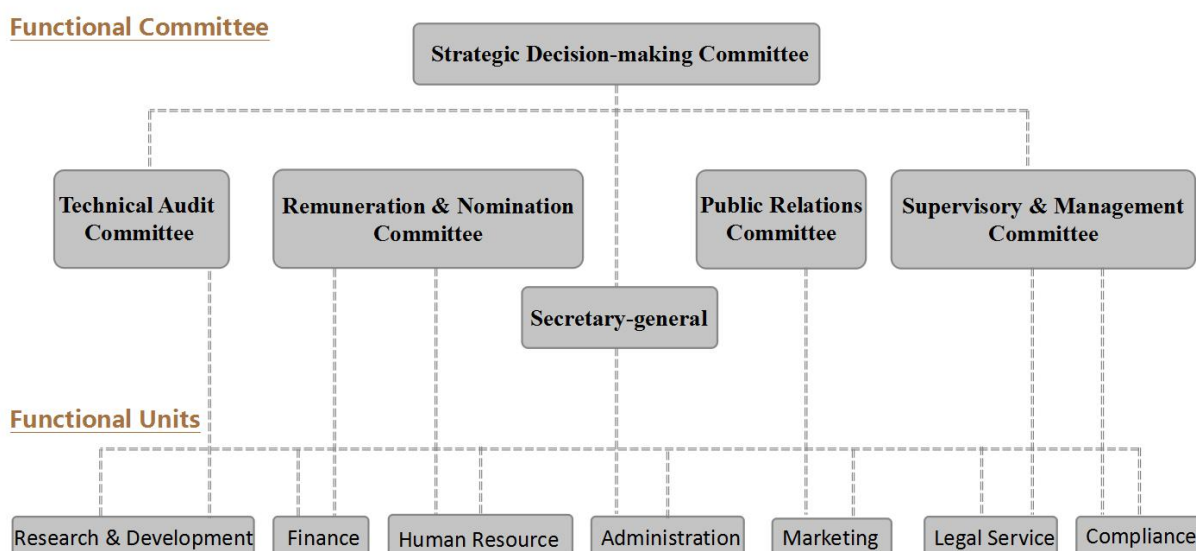 Functional Committee
Strategic Decision-making Committee
Technical Audit
Committee
Remuneration & Nomination
Committee
Public Relations
Committee
Supervisory & Management
Committee
Secretary-general
Functional Units
Research & Development
Finance
Human Resource
Administration
Marketing
Legal Service
Compliance